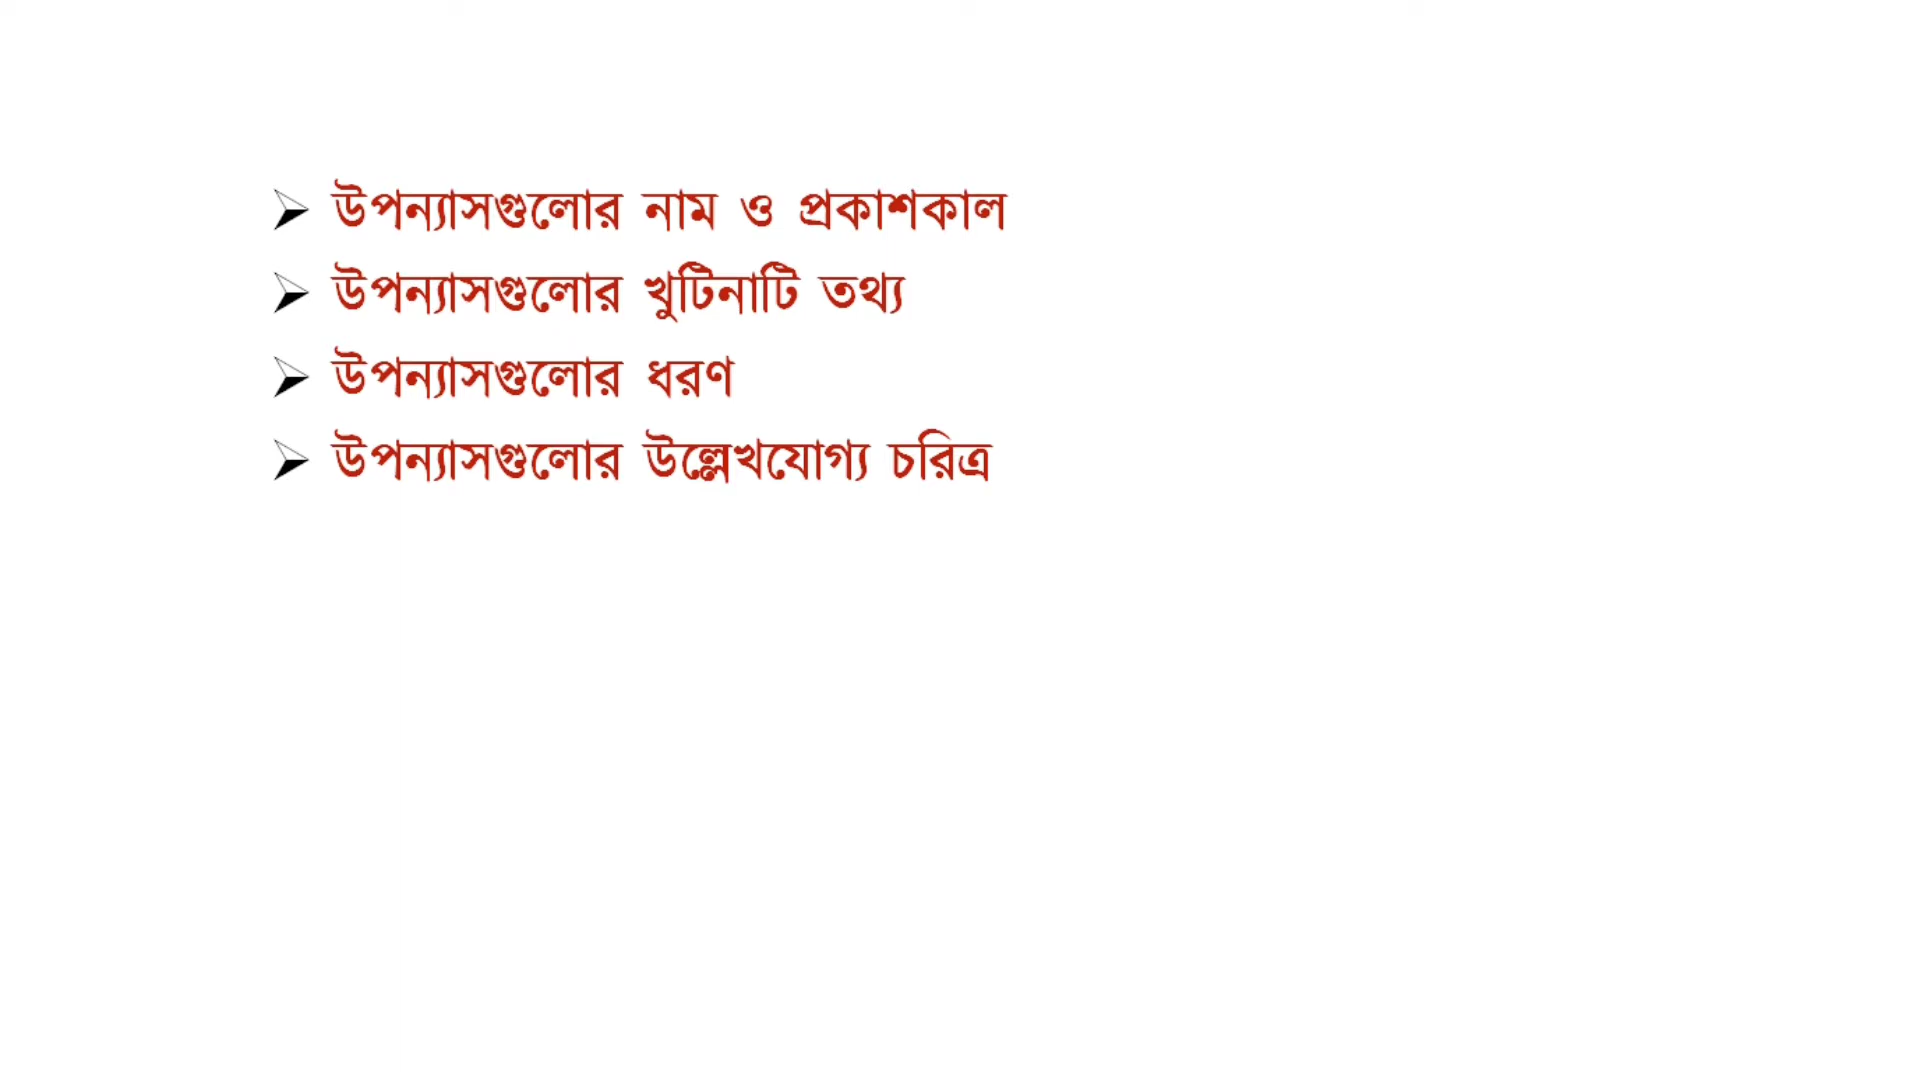 ➢ উপন্যাসগুলোর নাম ও প্রকাশকাল
➢ উপন্যাসগুলোর খুটিনাটি তথ্য
➢ উপন্যাসগুলোর ধরণ
➢ উপন্যাসগুলোর উল্লেখযোগ্য চরিত্র